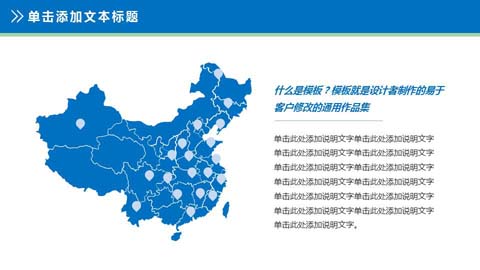 单击添加文本标题
什么是模板？模板就是设计者制作的易于
客户修改的通用作品集
单击此处添加说明文字单击此处添加说明文字
单击此处添加说明文字单击此处添加说明文字
单击此处添加说明文字单击此处添加说明文字
单击此处添加说明文字单击此处添加说明文字
单击此处添加说明文字单击此处添加说明文字
单击此处添加说明文字单击此处添加说明文字
单击此处添加说明文字。